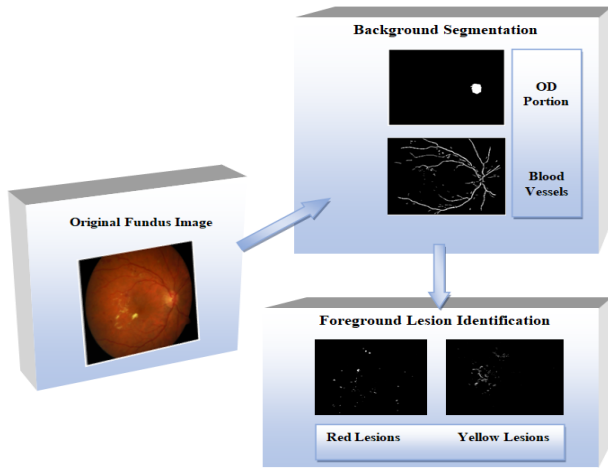 Background Segmentation
OD
Portion
Blood
Vessels
Original Fundus Image
Foreground Lesion Identification
Red Lesions
Yellow Lesions